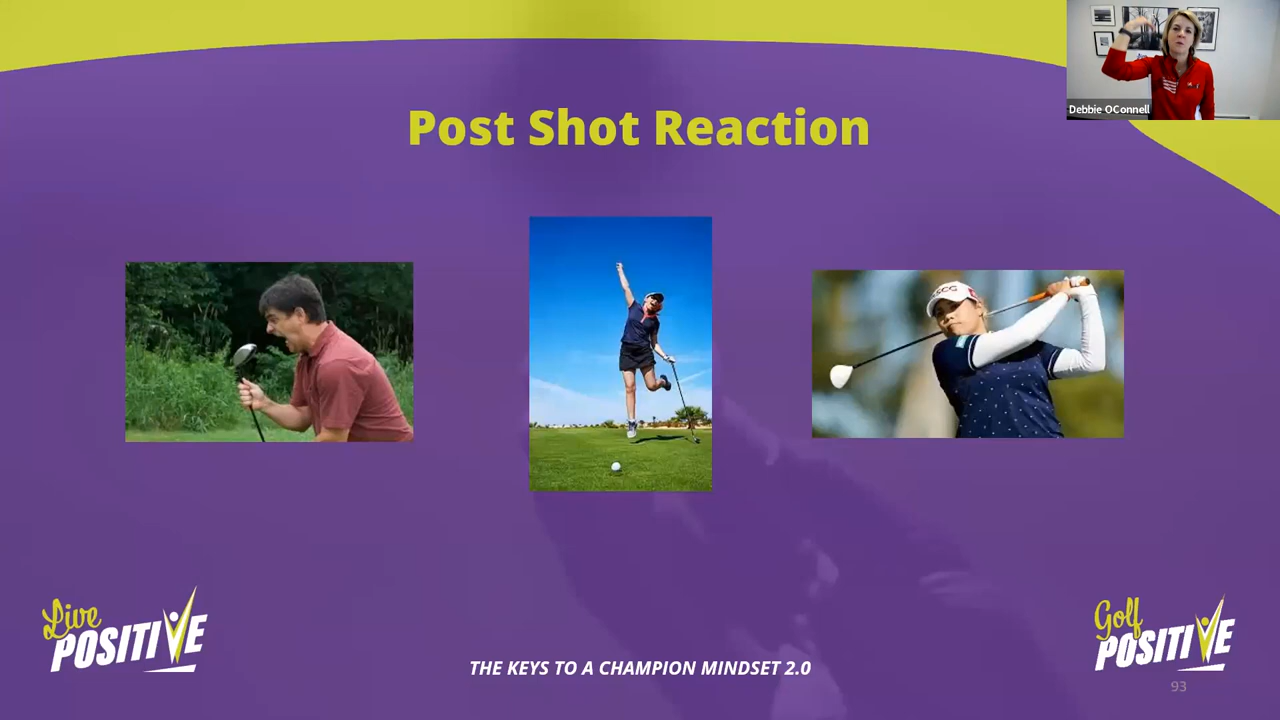 Debbie OConnell
Post Shot Reaction
Live
POSITIVE
THE KEYS TO A CHAMPION MINDSET 2.0
Golf
POSITIVE
93